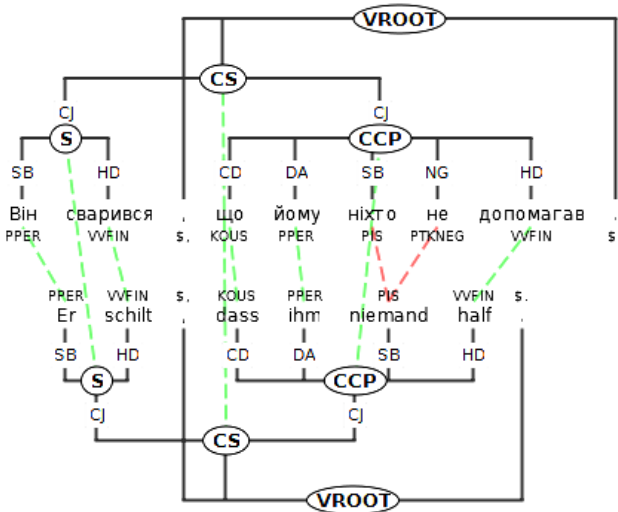 VROOT
CS
CJ CJ
S CCP
SB HD CD DA SB NG HD
Він сварився , що йому ніхто не допомагав .
PPER VVFIN $, KOUS PPER PIS PTKNEG VVFIN $.
PPER VVFIN $, KOUS PPER PIS VVFIN $.
Er schilt , dass ihm niemand half .
SB HD CD DA SB HD
S CCP
CJ CJ
CS
VROOT